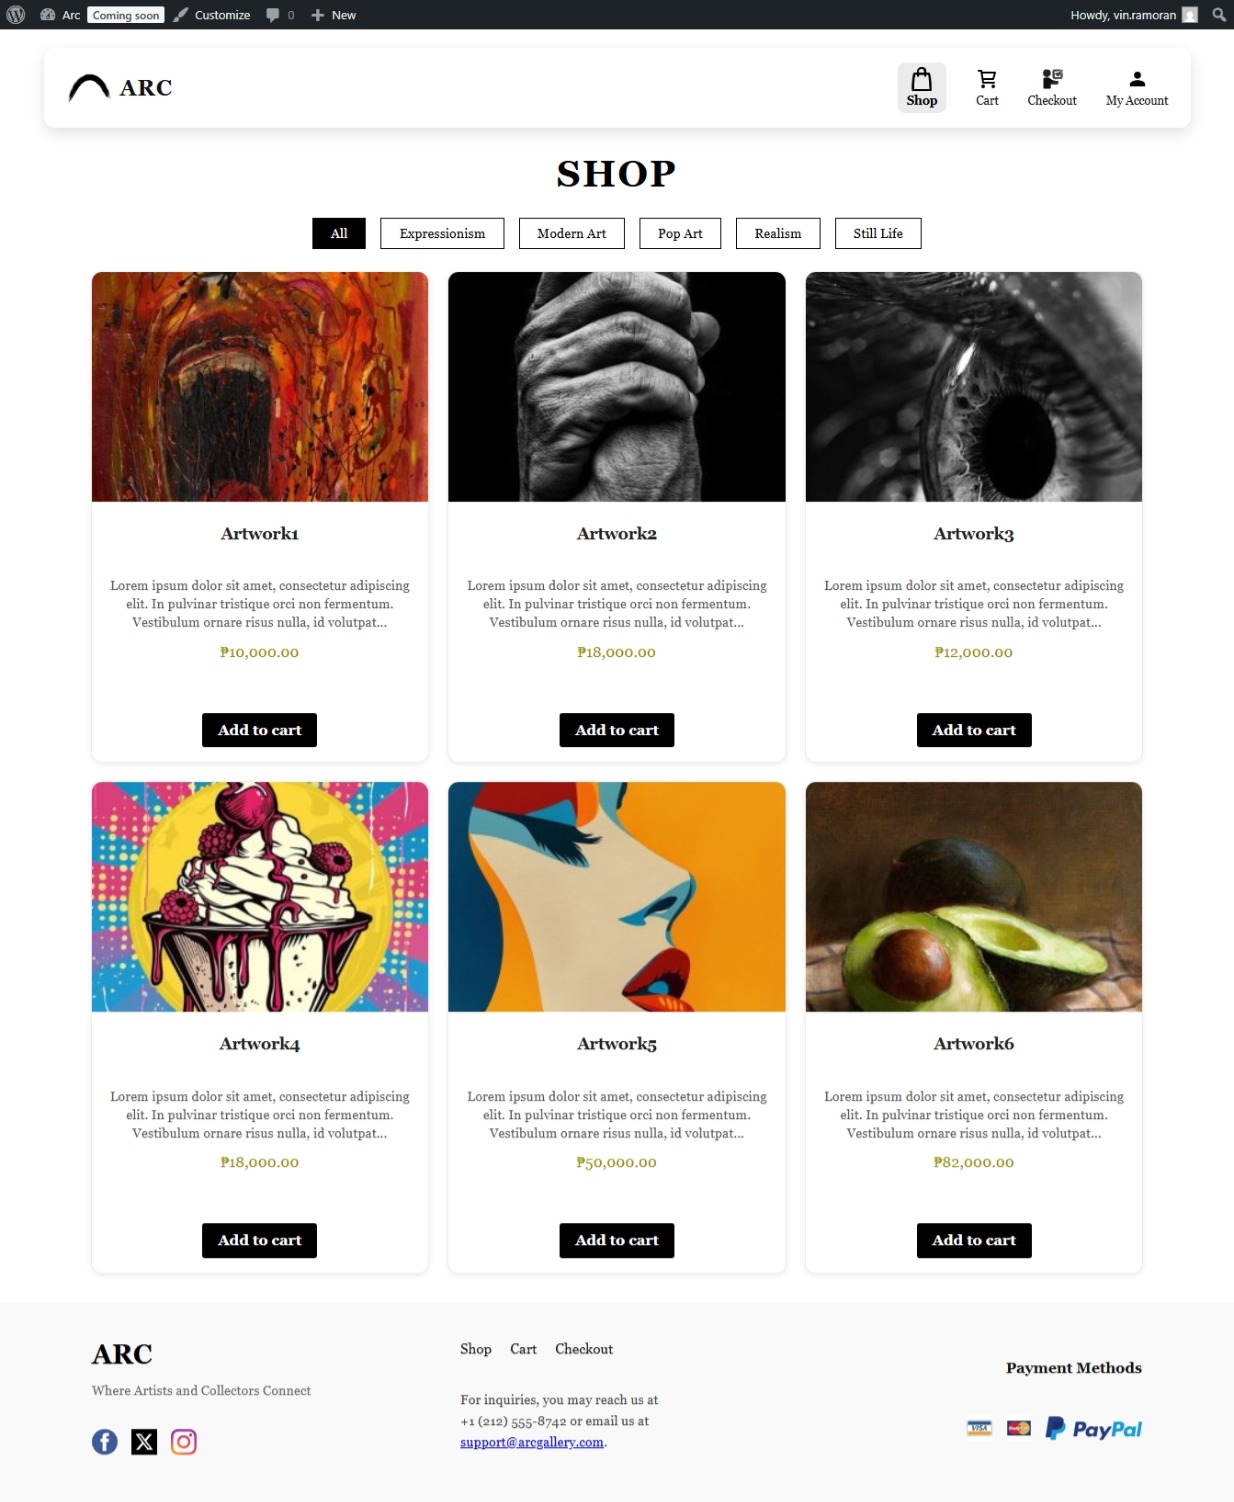 Arc Coming soon Customize 0 New Howdy, vin.ramoran
ARC
Shop Cart Checkout My Account
SHOP
All Expressionism Modern Art Pop Art Realism Still Life
Artwork1
Lorem ipsum dolor sit amet, consectetur adipiscing
elit. In pulvinar tristique orci non fermentum.
Vestibulum ornare risus nulla, id volutpat...
₱10,000.00
Add to cart
Artwork2
Lorem ipsum dolor sit amet, consectetur adipiscing
elit. In pulvinar tristique orci non fermentum.
Vestibulum ornare risus nulla, id volutpat...
₱18,000.00
Add to cart
Artwork3
Lorem ipsum dolor sit amet, consectetur adipiscing
elit. In pulvinar tristique orci non fermentum.
Vestibulum ornare risus nulla, id volutpat...
₱12,000.00
Add to cart
Artwork4
Lorem ipsum dolor sit amet, consectetur adipiscing
elit. In pulvinar tristique orci non fermentum.
Vestibulum ornare risus nulla, id volutpat...
₱18,000.00
Add to cart
Artwork5
Lorem ipsum dolor sit amet, consectetur adipiscing
elit. In pulvinar tristique orci non fermentum.
Vestibulum ornare risus nulla, id volutpat...
₱50,000.00
Add to cart
Artwork6
Lorem ipsum dolor sit amet, consectetur adipiscing
elit. In pulvinar tristique orci non fermentum.
Vestibulum ornare risus nulla, id volutpat...
₱82,000.00
Add to cart
ARC
Where Artists and Collectors Connect
Shop Cart Checkout
For inquiries, you may reach us at
+1 (212) 555-8742 or email us at
support@arcgallery.com.
Payment Methods
VISA PayPal